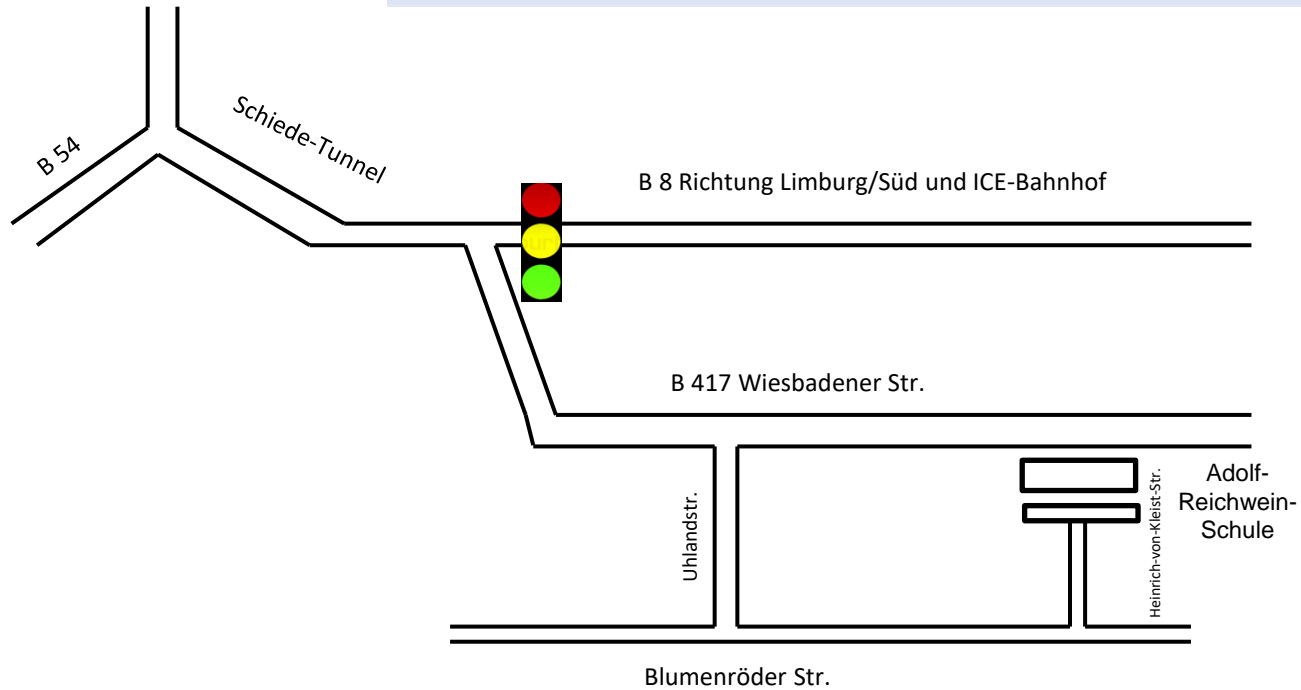 B 54
Schiede-Tunnel
B 8 Richtung Limburg/Süd und ICE-Bahnhof
B 417 Wiesbadener Str.
Uhlandstr.
Heinrich-von-Kleist-Str.
Adolf-
Reichwein-
Schule
Blumenröder Str.